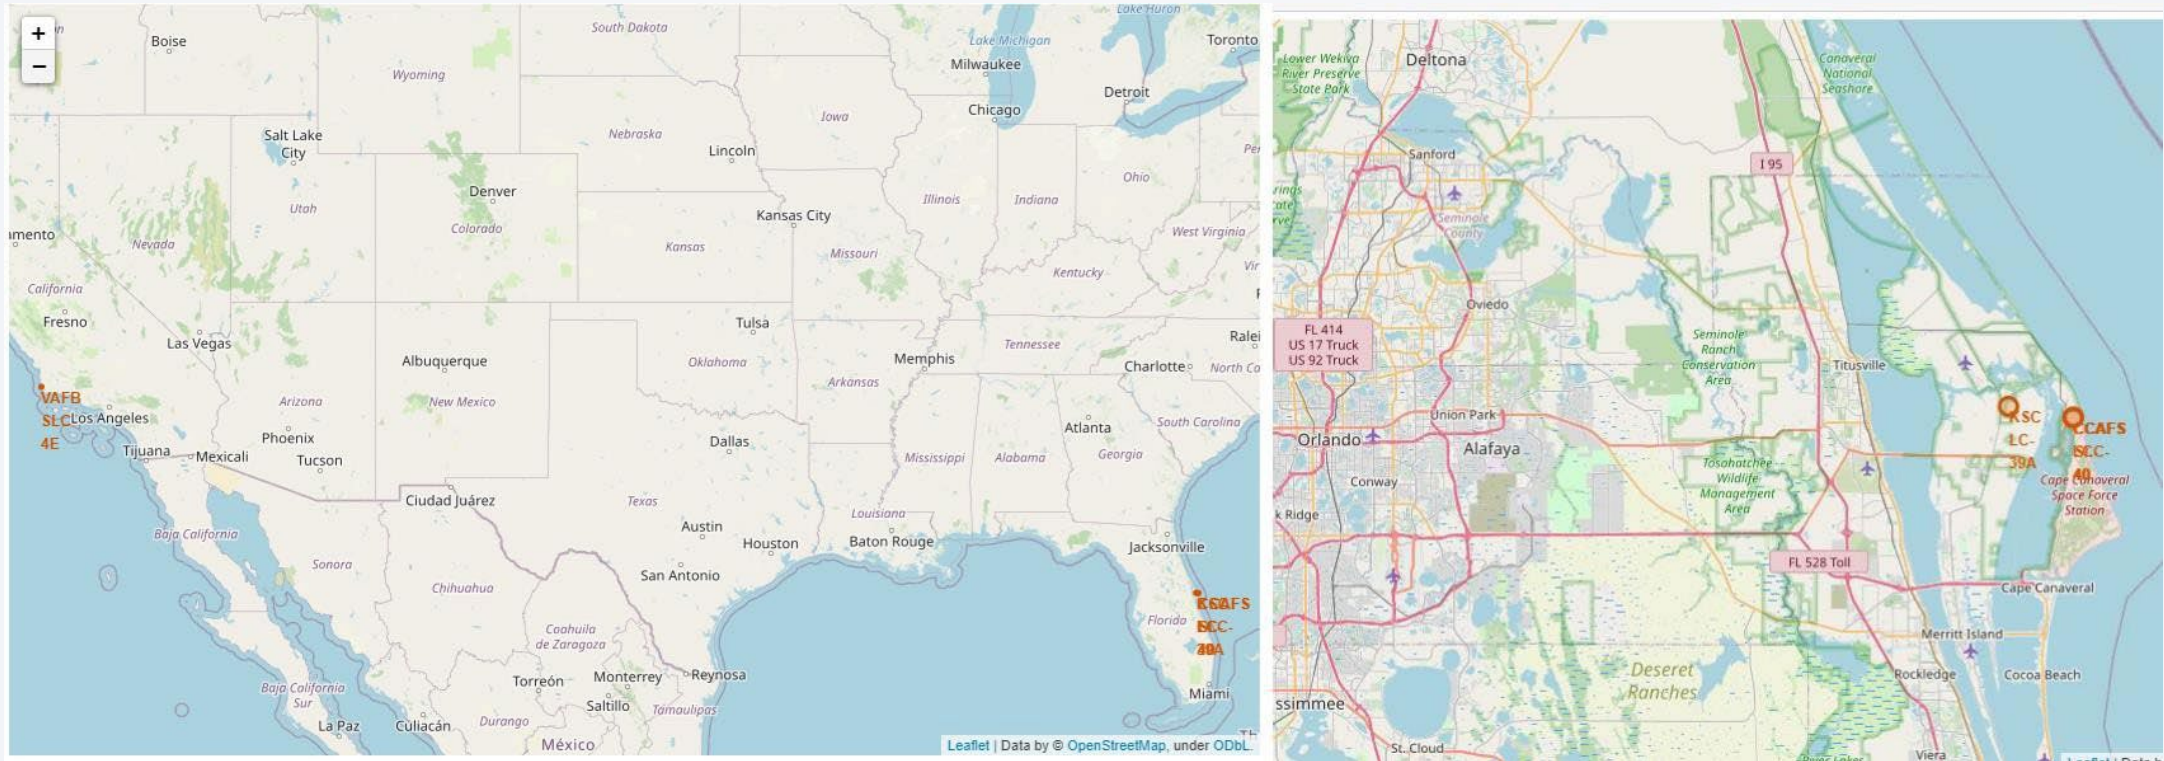 +
−
Boise
South Dakota
Lake Huron
Toronto
Lake Michigan
Milwaukee
Wyoming
Detroit
Chicago
Iowa
Salt Lake
City
Nebraska
Lincoln
Ohio
Denver
Illinois
Indiana
Utah
Kansas City
Colorado
West Virginia
Nevada
Kansas
Missouri
Kentucky
California
Fresno
Las Vegas
Tulsa
Tennessee
Albuquerque
Oklahoma
Memphis
Charlotte
Arkansas
VAFB
SLC-
4E
Los Angeles
Arizona
New Mexico
Phoenix
Dallas
Atlanta
South Carolina
Tijuana
Mexicali
Tucson
Mississippi
Alabama
Georgia
Ciudad Juárez
Texas
Louisiana
Baja California
Austin
Houston
Baton Rouge
Jacksonville
Sonora
San Antonio
Chihuahua
Florida
Coahuila
de Zaragoza
Torreón
Monterrey
Reynosa
Baja California
Sur
Saltillo
Tamaulipas
Miami
La Paz
Culiacán
Durango
México
Leaflet | Data by © OpenStreetMap, under ODbL.
Lower Wekiva
River Preserve
State Park
Deltona
Canaveral
National
Seashore
Sanford
I 95
Seminole
County
Oviedo
FL 414
US 17 Truck
US 92 Truck
Seminole
Ranch
Conservation
Area
Titusville
Union Park
KSC
LC-
39A
CCAFS
Orlando
Alafaya
Tosohatchee
Wildlife
Management
Area
Conway
Cape Canaveral
Space Force
Station
FL 528 Toll
Cape Canaveral
Merritt Island
Deseret
Ranches
Rockledge
Cocoa Beach
St. Cloud
Viera